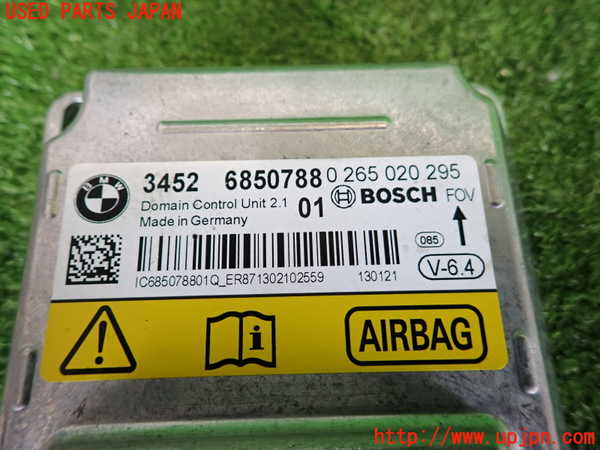 USED PARTS JAPAN
BMW
3452 6850788 0 265 020 295
Domain Control Unit 2.1 01 BOSCH FOV
Made in Germany
085
V-6.4
IC685078801Q_ER871302102559 130121
AIRBAG
http://www.upjpn.com/